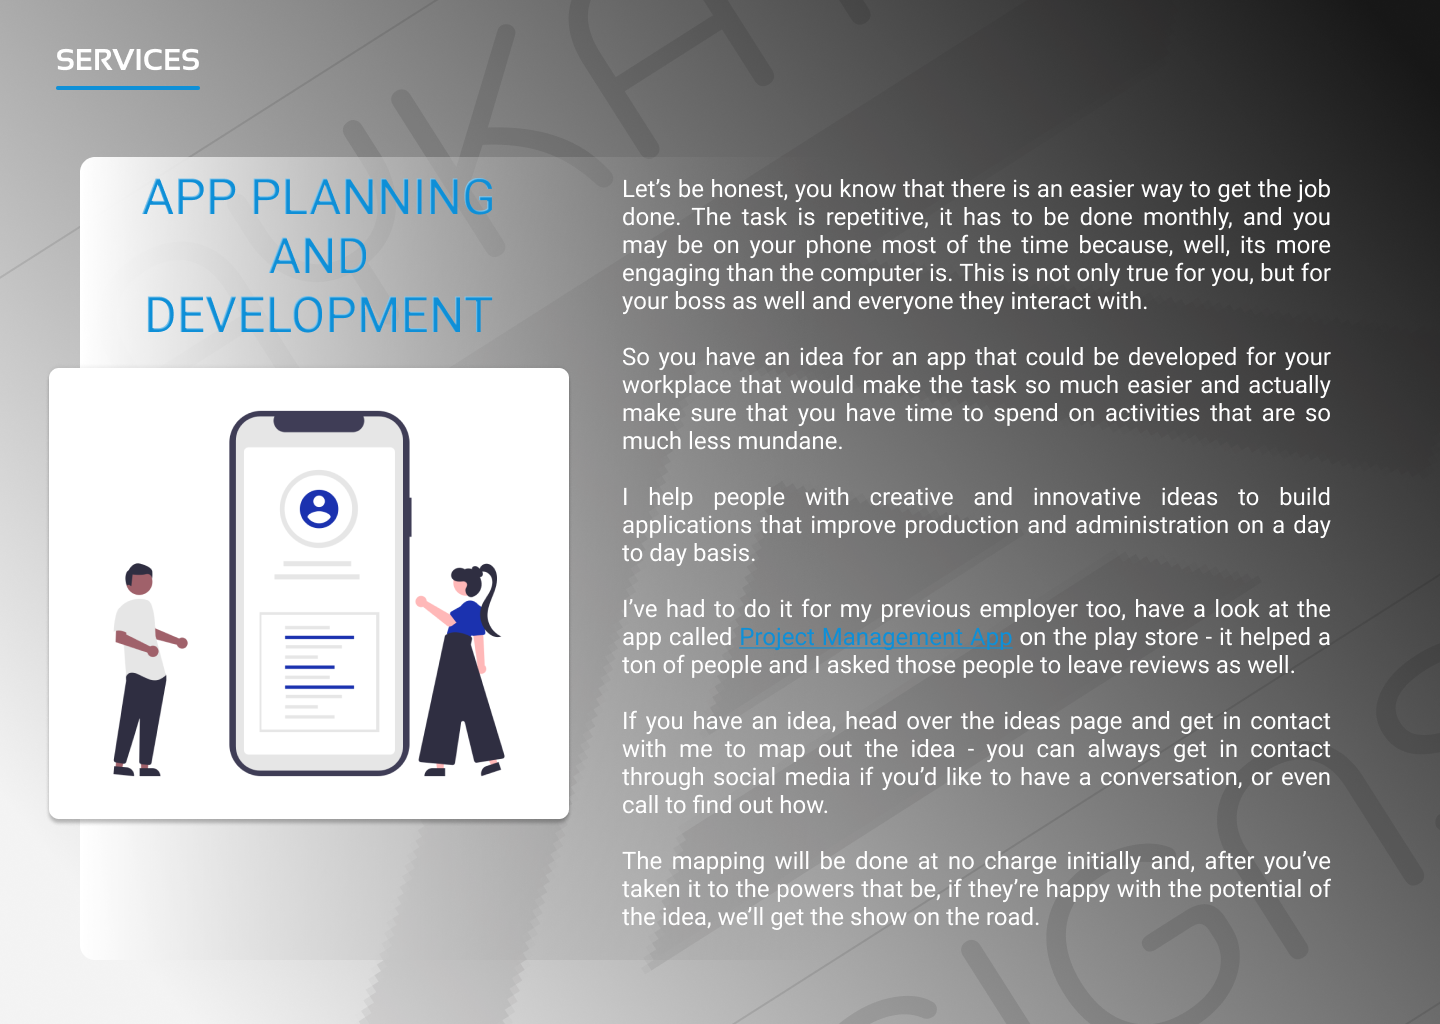 SERVICES
APP PLANNING
AND
DEVELOPMENT
Let’s be honest, you know that there is an easier way to get the job
done. The task is repetitive, it has to be done monthly, and you
may be on your phone most of the time because, well, its more
engaging than the computer is. This is not only true for you, but for
your boss as well and everyone they interact with.
So you have an idea for an app that could be developed for your
workplace that would make the task so much easier and actually
make sure that you have time to spend on activities that are so
much less mundane.
I help people with creative and innovative ideas to build
applications that improve production and administration on a day
to day basis.
I’ve had to do it for my previous employer too, have a look at the
app called Project Management App on the play store - it helped a
ton of people and I asked those people to leave reviews as well.
If you have an idea, head over the ideas page and get in contact
with me to map out the idea - you can always get in contact
through social media if you’d like to have a conversation, or even
call to find out how.
The mapping will be done at no charge initially and, after you’ve
taken it to the powers that be, if they’re happy with the potential of
the idea, we’ll get the show on the road.